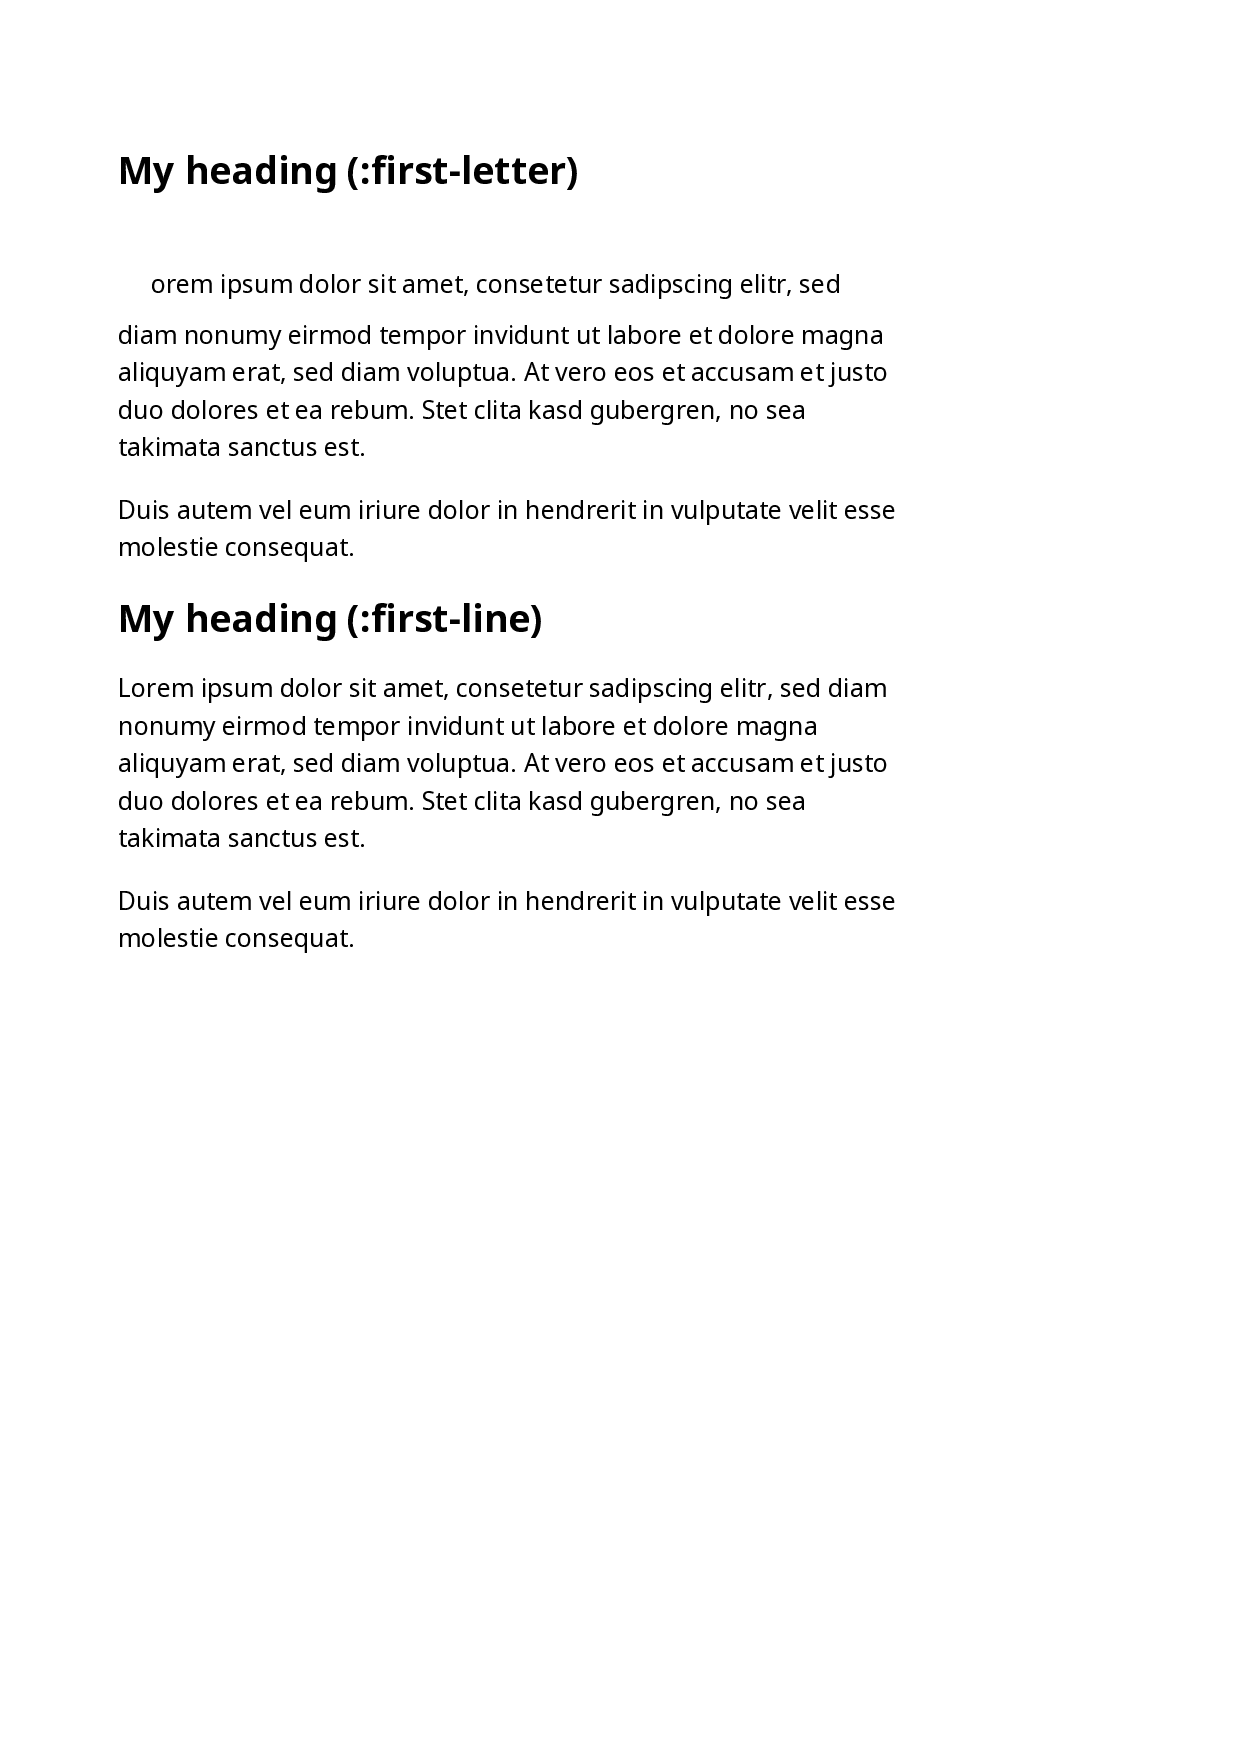 My heading (:first-letter)
orem ipsum dolor sit amet, consetetur sadipscing elitr, sed
diam nonumy eirmod tempor invidunt ut labore et dolore magna
aliquyam erat, sed diam voluptua. At vero eos et accusam et justo
duo dolores et ea rebum. Stet clita kasd gubergren, no sea
takimata sanctus est.
Duis autem vel eum iriure dolor in hendrerit in vulputate velit esse
molestie consequat.
My heading (:first-line)
Lorem ipsum dolor sit amet, consetetur sadipscing elitr, sed diam
nonumy eirmod tempor invidunt ut labore et dolore magna
aliquyam erat, sed diam voluptua. At vero eos et accusam et justo
duo dolores et ea rebum. Stet clita kasd gubergren, no sea
takimata sanctus est.
Duis autem vel eum iriure dolor in hendrerit in vulputate velit esse
molestie consequat.